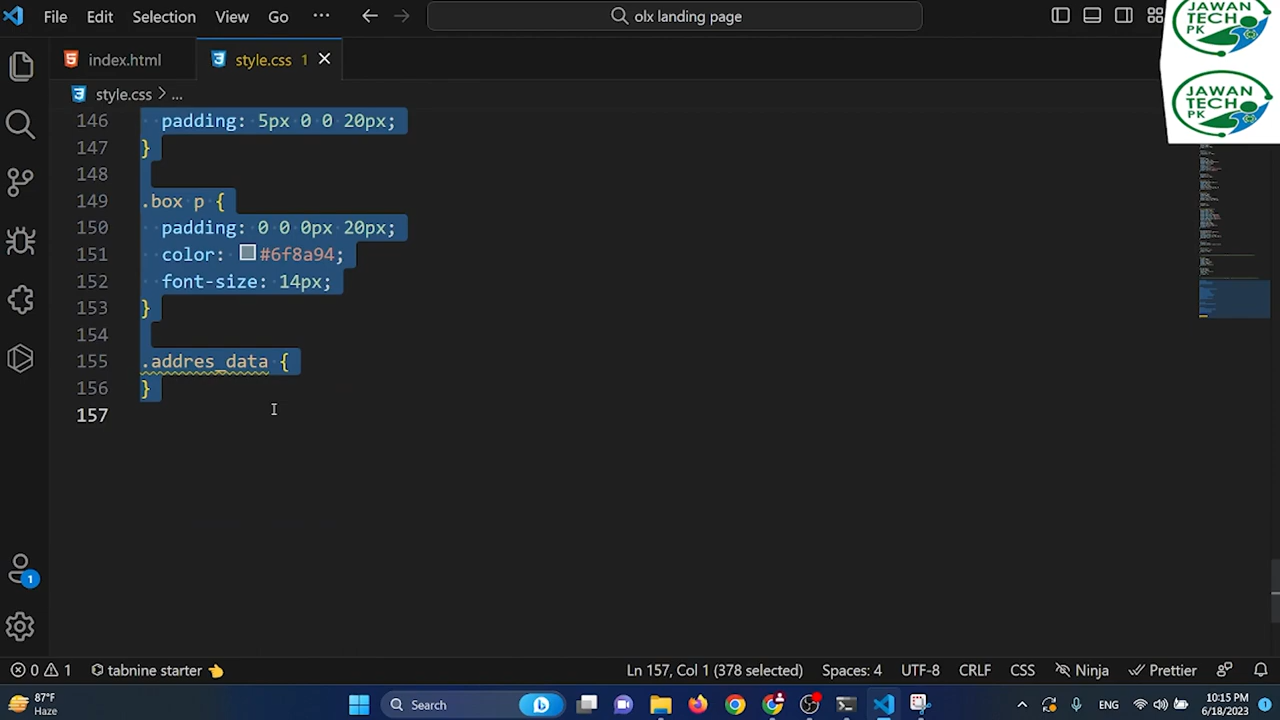 File Edit Selection View Go ··· olx landing page
JAWAN
TECH
PK
JAWAN
TECH
PK
index.html style.css 1
style.css > ...
146 padding: 5px 0 0 20px;
147 }
148
149 .box p {
150 padding: 0 0 0px 20px;
151 color: #6f8a94;
152 font-size: 14px;
153 }
154
155 .addres_data {
156 }
157
1
0 1 tabnine starter Ln 157, Col 1 (378 selected) Spaces: 4 UTF-8 CRLF CSS Ninja Prettier
87°F
Haze
Search
ENG
10:15 PM
6/18/2023
1